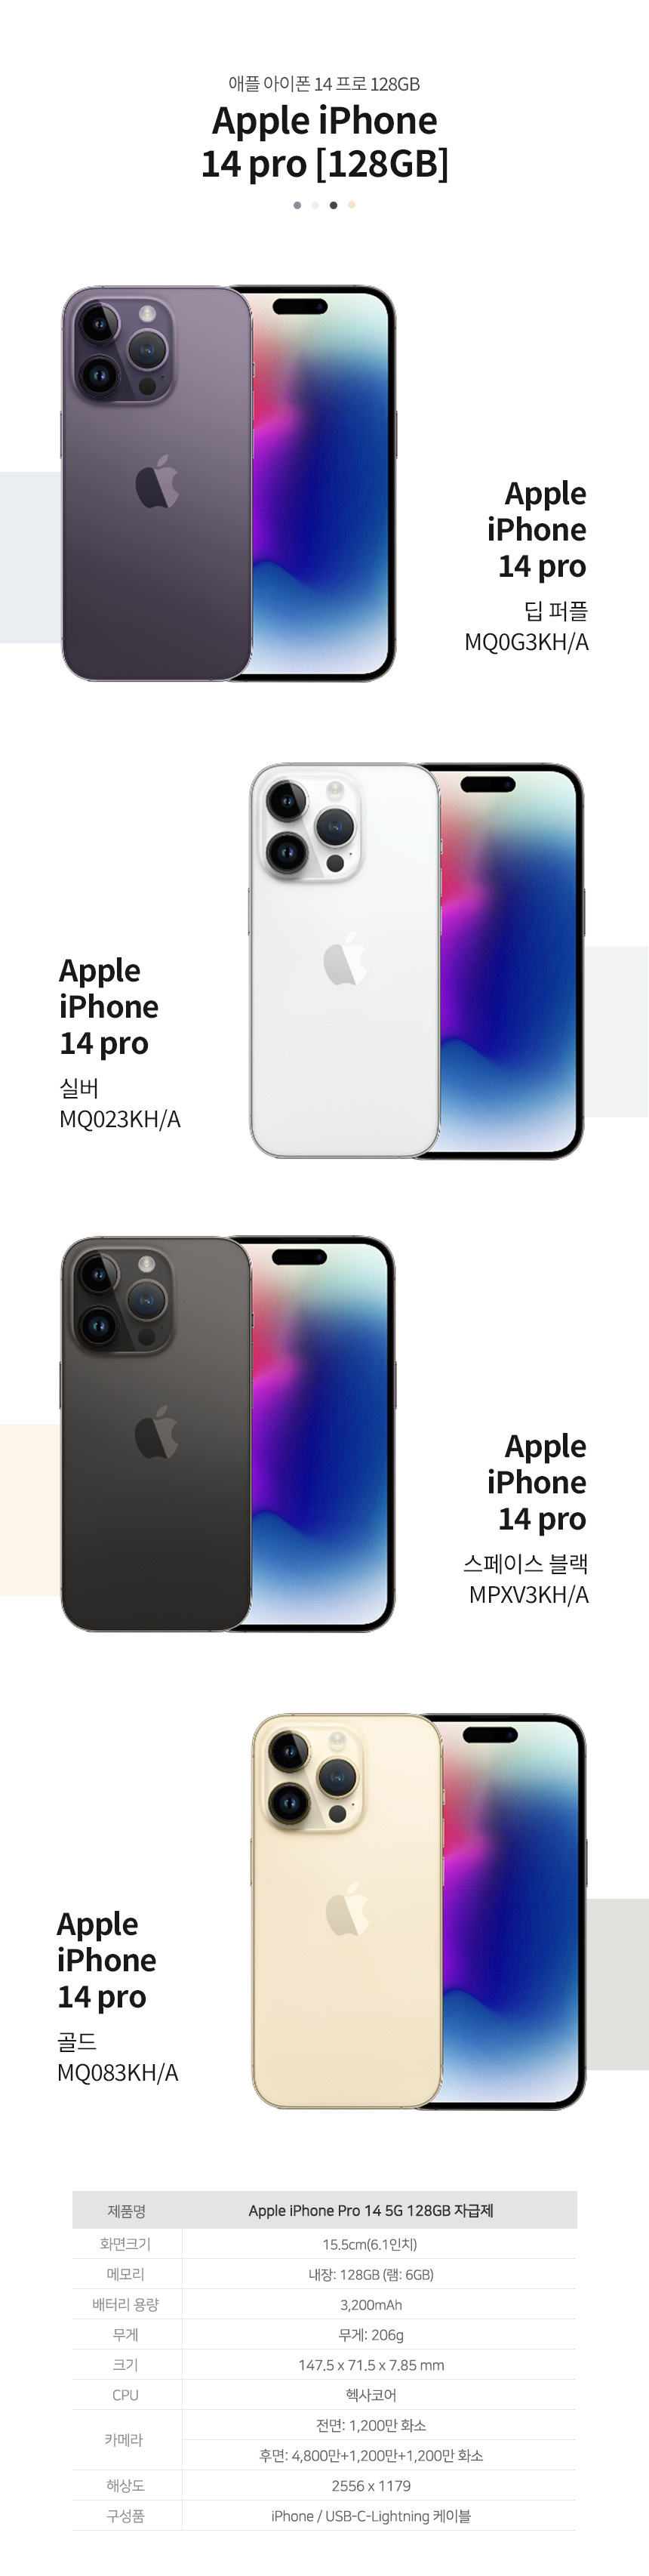 애플 아이폰 14 프로 128GB
Apple iPhone
14 pro [128GB]
Apple
iPhone
14 pro
딥 퍼플
MQ0G3KH/A
Apple
iPhone
14 pro
실버
MQ023KH/A
Apple
iPhone
14 pro
스페이스 블랙
MPXV3KH/A
Apple
iPhone
14 pro
골드
MQ083KH/A
제품명 Apple iPhone Pro 14 5G 128GB 자급제
화면크기 15.5cm(6.1인치)
메모리 내장: 128GB (램: 6GB)
배터리 용량 3,200mAh
무게 무게: 206g
크기 147.5 x 71.5 x 7.85 mm
CPU 헥사코어
카메라 전면: 1,200만 화소
후면: 4,800만+1,200만+1,200만 화소
해상도 2556 x 1179
구성품 iPhone / USB-C-Lightning 케이블